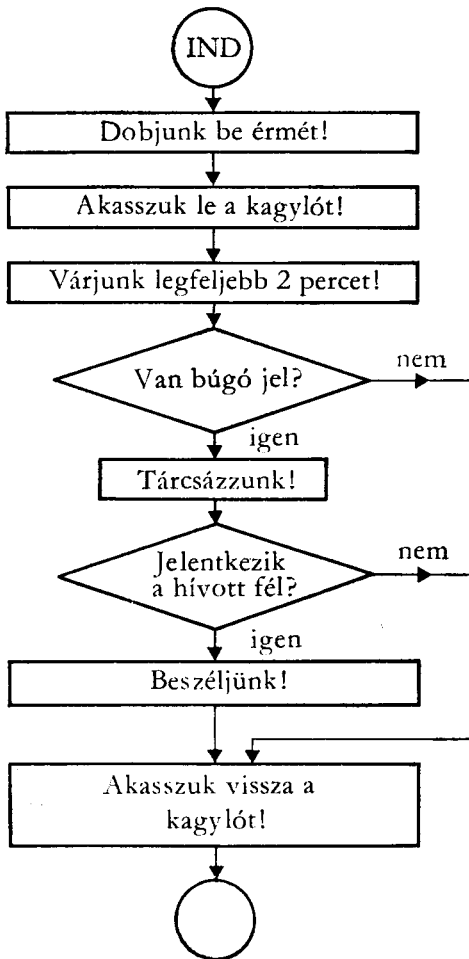 IND
Dobjunk be érmét!
Akasszuk le a kagylót!
Várjunk legfeljebb 2 percet!
Van búgó jel?
nem
igen
Tárcsázzunk!
Jelentkezik
a hívott fél?
nem
igen
Beszéljünk!
Akasszuk vissza a
kagylót!